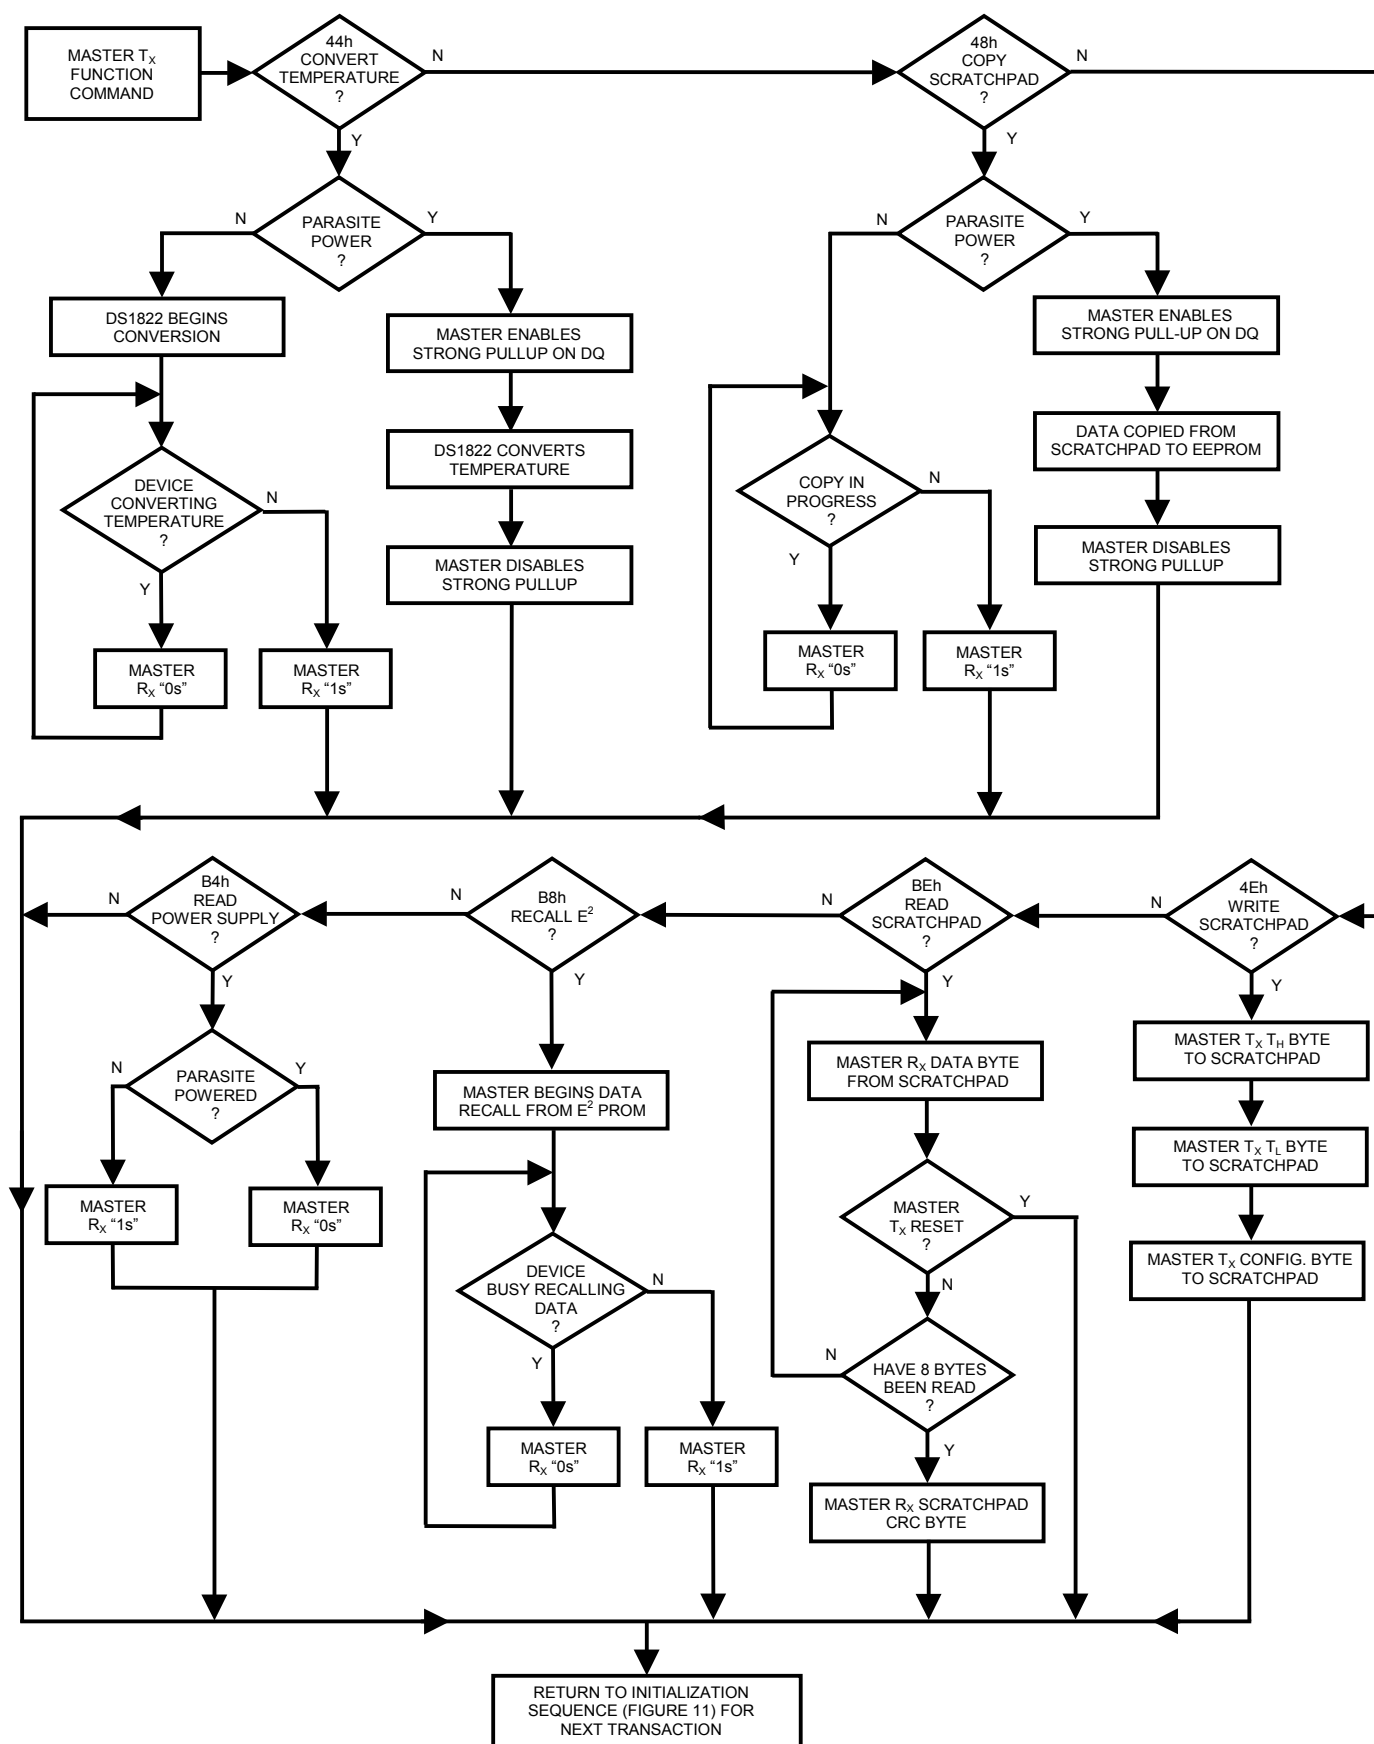 MASTER TX
FUNCTION
COMMAND
44h
CONVERT
TEMPERATURE
?
N
Y
48h
COPY
SCRATCHPAD
?
N
Y
PARASITE
POWER
?
N
Y
PARASITE
POWER
?
N
Y
DS1822 BEGINS
CONVERSION
MASTER ENABLES
STRONG PULLUP ON DQ
MASTER ENABLES
STRONG PULL-UP ON DQ
DS1822 CONVERTS
TEMPERATURE
DATA COPIED FROM
SCRATCHPAD TO EEPROM
DEVICE
CONVERTING
TEMPERATURE
?
N
Y
COPY IN
PROGRESS
?
N
Y
MASTER DISABLES
STRONG PULLUP
MASTER DISABLES
STRONG PULLUP
MASTER
RX “0s”
MASTER
RX “1s”
MASTER
RX “0s”
MASTER
RX “1s”
B4h
READ
POWER SUPPLY
?
N
Y
B8h
RECALL E2
?
N
Y
BEh
READ
SCRATCHPAD
?
N
Y
4Eh
WRITE
SCRATCHPAD
?
N
Y
PARASITE
POWERED
?
N
Y
MASTER
RX “1s”
MASTER
RX “0s”
MASTER BEGINS DATA
RECALL FROM E2 PROM
DEVICE
BUSY RECALLING
DATA
?
N
Y
MASTER
RX “0s”
MASTER
RX “1s”
MASTER RX DATA BYTE
FROM SCRATCHPAD
MASTER
TX RESET
?
Y
N
HAVE 8 BYTES
BEEN READ
?
N
Y
MASTER RX SCRATCHPAD
CRC BYTE
MASTER TX TH BYTE
TO SCRATCHPAD
MASTER TX TL BYTE
TO SCRATCHPAD
MASTER TX CONFIG. BYTE
TO SCRATCHPAD
RETURN TO INITIALIZATION
SEQUENCE (FIGURE 11) FOR
NEXT TRANSACTION